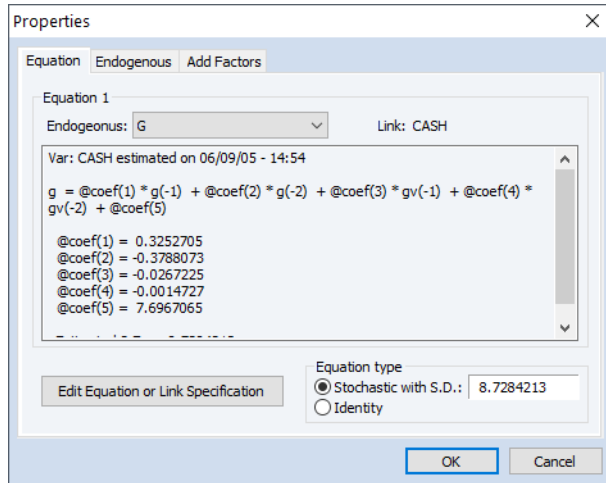 Properties
Equation Endogenous Add Factors
Equation 1
Endogeonus: G Link: CASH
Var: CASH estimated on 06/09/05 - 14:54
g = @coef(1) * g(-1) + @coef(2) * g(-2) + @coef(3) * gv(-1) + @coef(4) *
gv(-2) + @coef(5)
@coef(1) = 0.3252705
@coef(2) = -0.3788073
@coef(3) = -0.0267225
@coef(4) = -0.0014727
@coef(5) = 7.6967065
Equation type
Edit Equation or Link Specification Stochastic with S.D.: 8.7284213
Identity
OK Cancel